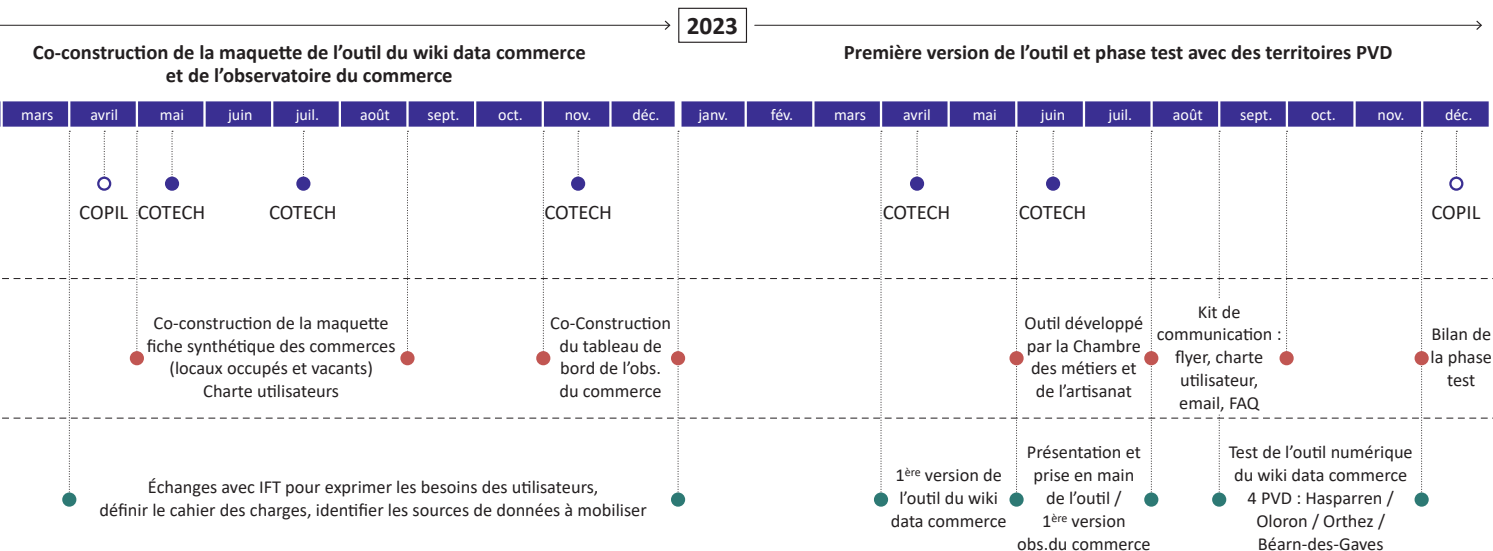 2023
Co-construction de la maquette de l’outil du wiki data commerce
et de l’observatoire du commerce
Première version de l’outil et phase test avec des territoires PVD
mars avril mai juin juil. août sept. oct. nov. déc. janv. fév. mars avril mai juin juil. août sept. oct. nov. déc.
COPIL COTECH COTECH COTECH COTECH COTECH COPIL
Co-construction de la maquette
fiche synthétique des commerces
(locaux occupés et vacants)
Charte utilisateurs
Co-Construction
du tableau de
bord de l’obs.
du commerce
Outil développé
par la Chambre
des métiers et
de l’artisanat
Kit de
communication :
flyer, charte
utilisateur,
email, FAQ
Bilan de
la phase
test
Échanges avec IFT pour exprimer les besoins des utilisateurs,
définir le cahier des charges, identifier les sources de données à mobiliser
1ère version de
l’outil du wiki
data commerce
Présentation et
prise en main
de l’outil /
1ère version
obs.du commerce
Test de l’outil numérique
du wiki data commerce
4 PVD : Hasparren /
Oloron / Orthez /
Béarn-des-Gaves